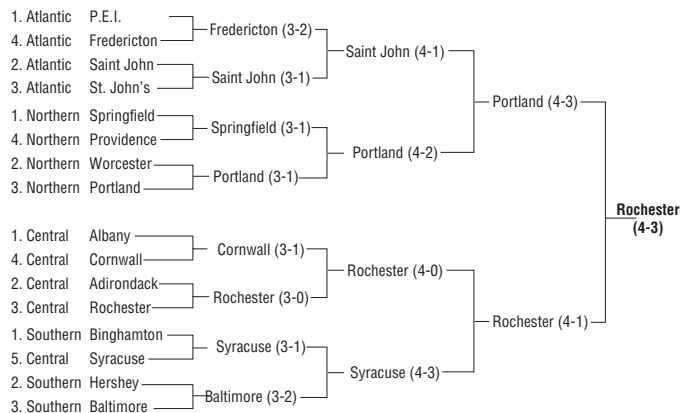 1. Atlantic P.E.I.
4. Atlantic Fredericton
2. Atlantic Saint John
3. Atlantic St. John's
1. Northern Springfield
4. Northern Providence
2. Northern Worcester
3. Northern Portland
1. Central Albany
4. Central Cornwall
2. Central Adirondack
3. Central Rochester
1. Southern Binghamton
5. Central Syracuse
2. Southern Hershey
3. Southern Baltimore
Fredericton (3-2)
Saint John (3-1)
Springfield (3-1)
Portland (3-1)
Cornwall (3-1)
Rochester (3-0)
Syracuse (3-1)
Baltimore (3-2)
Saint John (4-1)
Portland (4-2)
Rochester (4-0)
Syracuse (4-3)
Portland (4-3)
Rochester (4-1)
Rochester
(4-3)